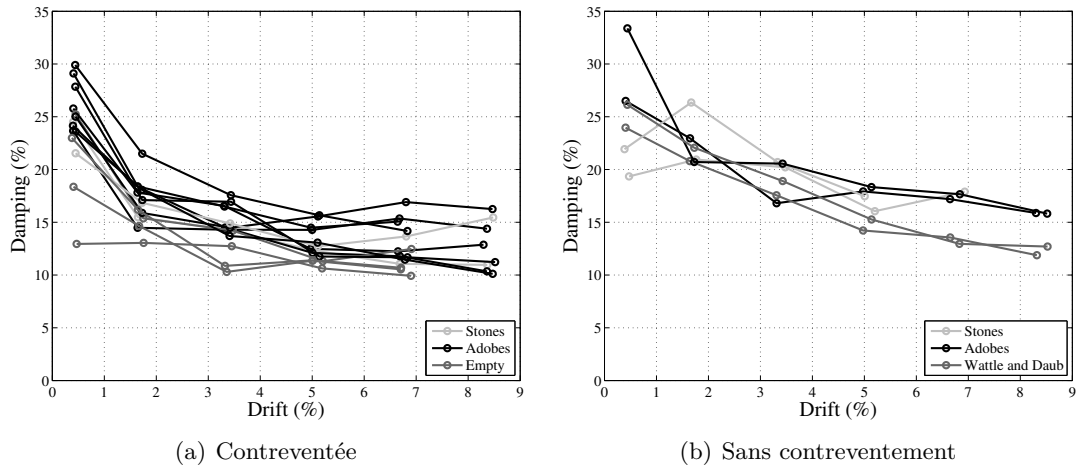 35
30
25
20
15
10
5
0
Damping (%)
0 1 2 3 4 5 6 7 8 9
Drift (%)
Stones
Adobes
Empty
(a) Contreventée
35
30
25
20
15
10
5
0
Damping (%)
0 1 2 3 4 5 6 7 8 9
Drift (%)
Stones
Adobes
Wattle and Daub
(b) Sans contreventement